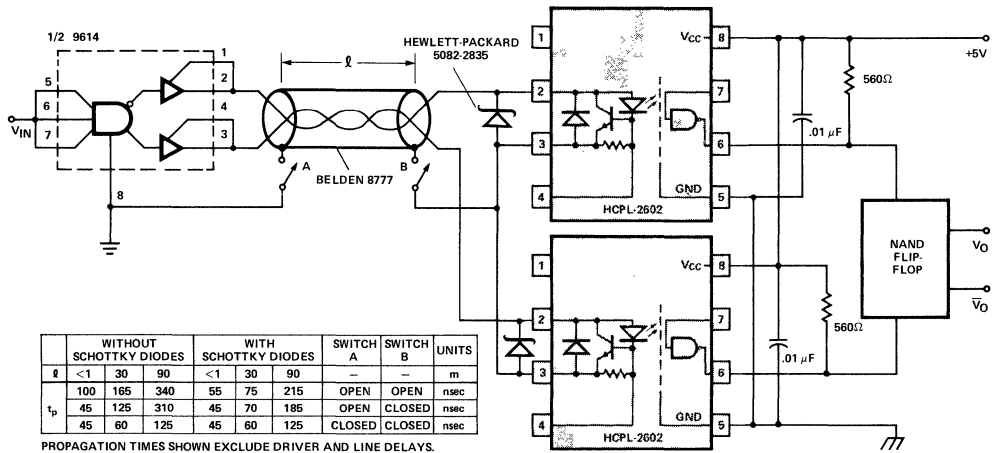 1/2 9614
1
2
4
3
5
6
7
8
V_IN
ℓ
A
B
BELDEN 8777
HEWLETT-PACKARD
5082-2835
1
2
3
4
V_CC
8
7
6
GND
5
HCPL-2602
+5V
560Ω
.01 μF
1
2
3
4
V_CC
8
7
6
GND
5
HCPL-2602
560Ω
.01 μF
NAND
FLIP-
FLOP
V_O
V̅_O
WITHOUT SCHOTTKY DIODES WITH SCHOTTKY DIODES SWITCH A SWITCH B UNITS
ℓ <1 30 90 <1 30 90 – – m
t_p 100 165 340 55 75 215 OPEN OPEN nsec
45 125 310 45 70 185 OPEN CLOSED nsec
45 60 125 45 60 125 CLOSED CLOSED nsec
PROPAGATION TIMES SHOWN EXCLUDE DRIVER AND LINE DELAYS.